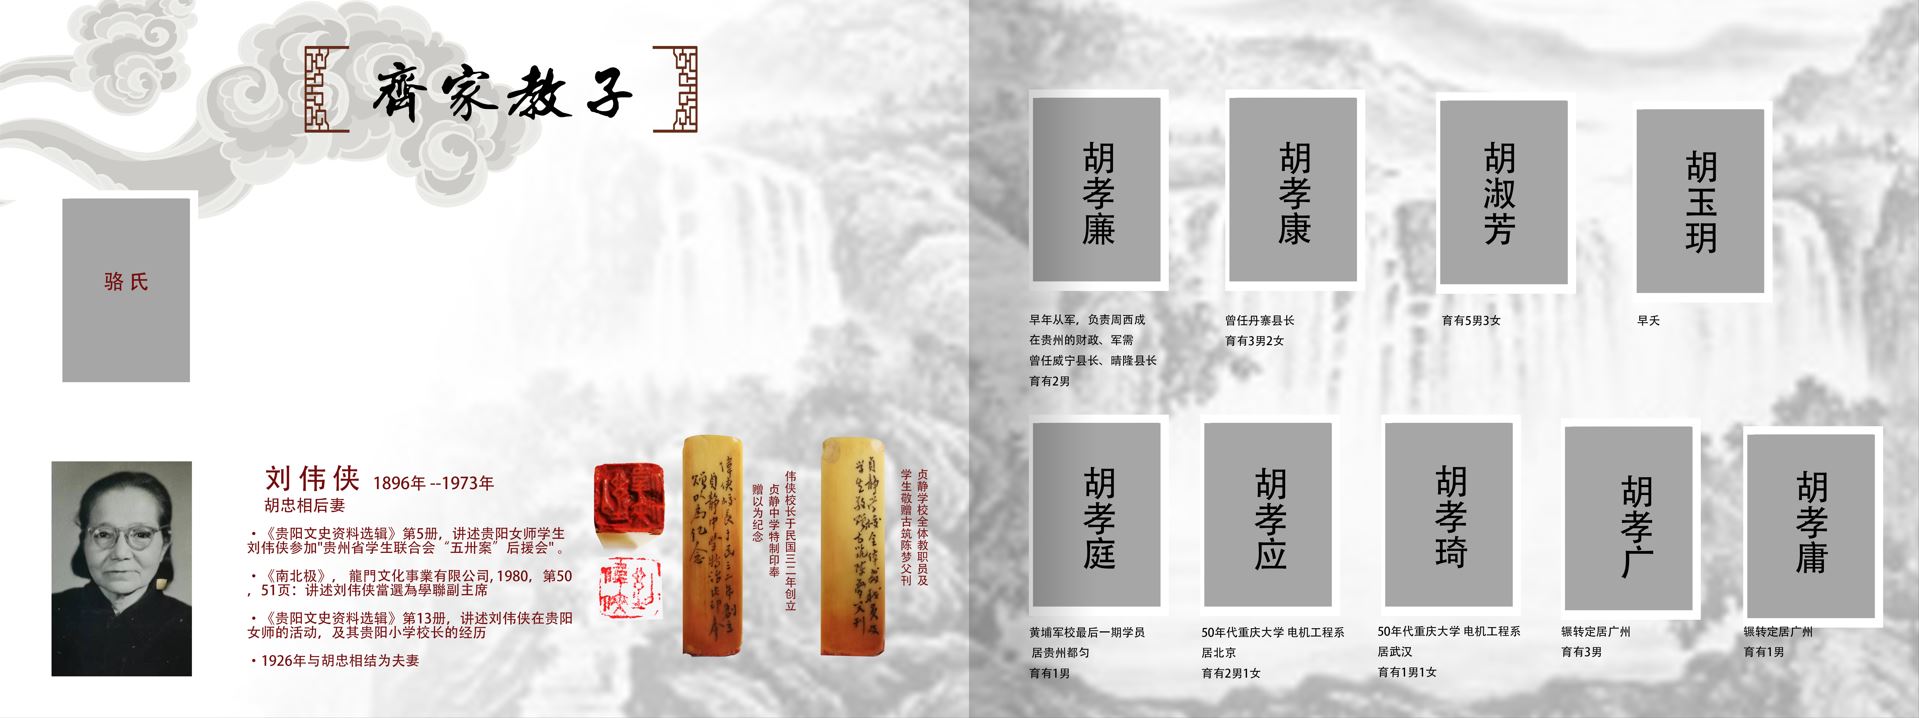 齊家教子
骆氏
刘伟侠 1896年 --1973年
胡忠相后妻
·《贵阳文史资料选辑》第5册，讲述贵阳女师学生
刘伟侠参加"贵州省学生联合会“五卅案”后援会"。
·《南北极》，龍門文化事業有限公司,1980，第50
，51页：讲述刘伟侠當選為學聯副主席
·《贵阳文史资料选辑》第13册，讲述刘伟侠在贵阳
女师的活动，及其贵阳小学校长的经历
·1926年与胡忠相结为夫妻
伟侠校长于民国三二年创立
贞静中学特制印奉
赠以为纪念
贞静学校全体教职员及
学生敬赠古筑陈梦父刊
胡孝廉
早年从军，负责周西成
在贵州的财政、军需
曾任威宁县长、晴隆县长
育有2男
胡孝康
曾任丹寨县长
育有3男2女
胡淑芳
育有5男3女
胡玉玥
早夭
胡孝庭
黄埔军校最后一期学员
居贵州都匀
育有1男
胡孝应
50年代重庆大学 电机工程系
居北京
育有2男1女
胡孝琦
50年代重庆大学 电机工程系
居武汉
育有1男1女
胡孝广
辗转定居广州
育有3男
胡孝庸
辗转定居广州
育有1男